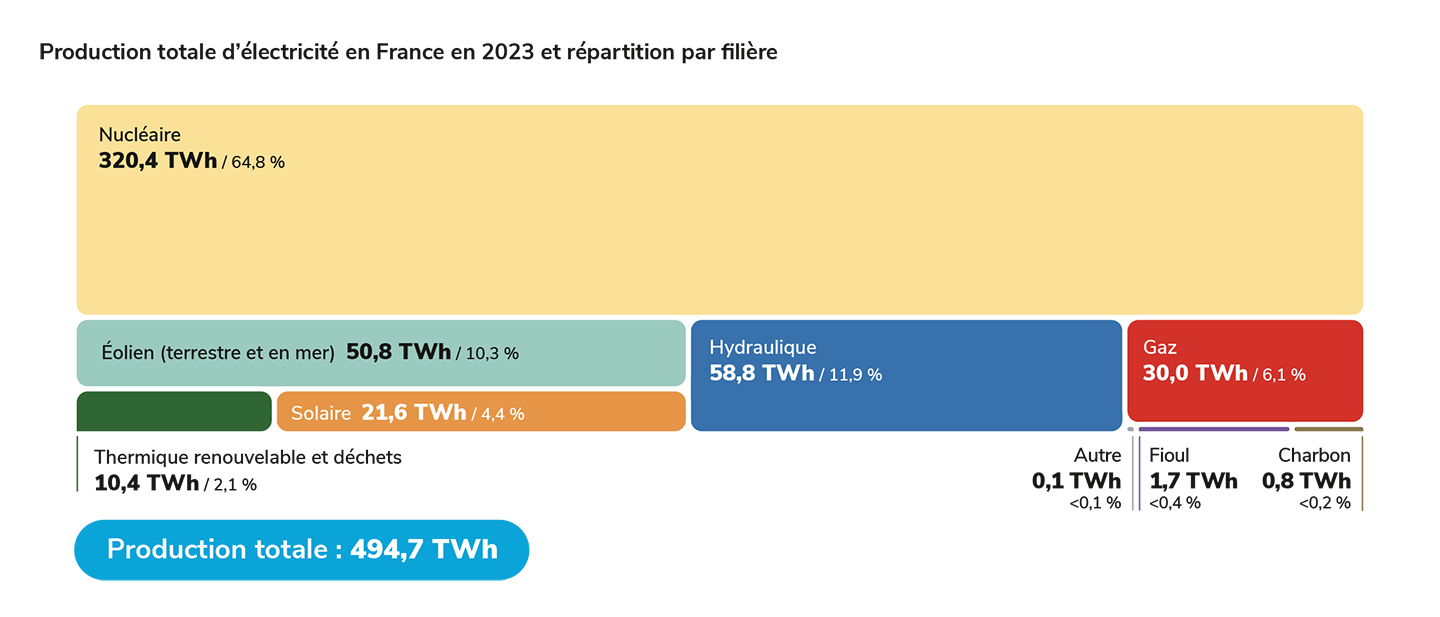 Production totale d’électricité en France en 2023 et répartition par filière
Nucléaire
320,4 TWh / 64,8 %
Éolien (terrestre et en mer) 50,8 TWh / 10,3 %
Hydraulique
58,8 TWh / 11,9 %
Gaz
30,0 TWh / 6,1 %
Solaire 21,6 TWh / 4,4 %
Thermique renouvelable et déchets
10,4 TWh / 2,1 %
Autre
0,1 TWh
<0,1 %
Fioul
1,7 TWh
<0,4 %
Charbon
0,8 TWh
<0,2 %
Production totale : 494,7 TWh